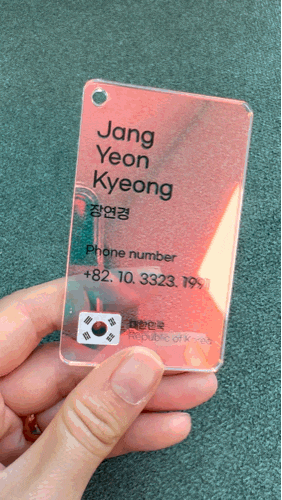 Jang
Yeon
Kyeong
장연경
Phone number
+82. 10. 3323. 199
대한민국
Republic of Korea